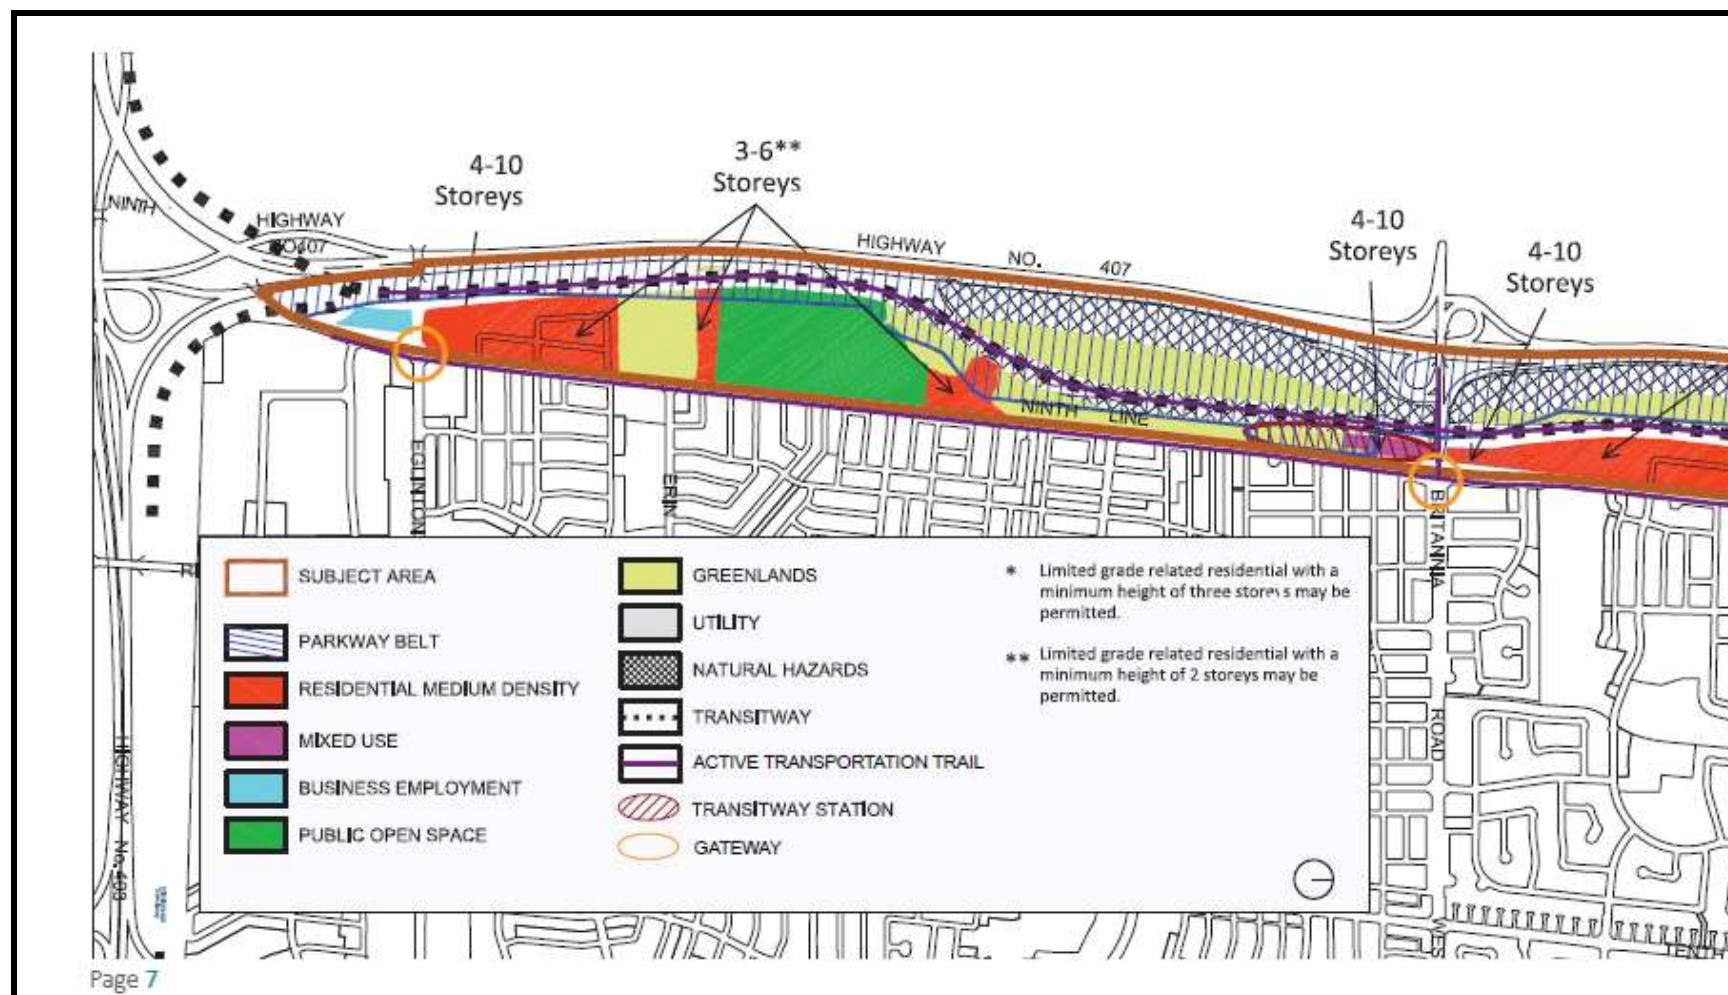 3-6**
Storeys
4-10
Storeys
4-10
Storeys
4-10
Storeys
NINTH
HIGHWAY
NO407
HIGHWAY
NO.
407
NINTH
LINE
EGLINTON
ERIN
BRITANNIA
ROAD
HIGHWAY No.403
TENTH
SUBJECT AREA
PARKWAY BELT
RESIDENTIAL MEDIUM DENSITY
MIXED USE
BUSINESS EMPLOYMENT
PUBLIC OPEN SPACE
GREENLANDS
UTILITY
NATURAL HAZARDS
TRANSITWAY
ACTIVE TRANSPORTATION TRAIL
TRANSITWAY STATION
GATEWAY
* Limited grade related residential with a
minimum height of three storeys may be
permitted.
** Limited grade related residential with a
minimum height of 2 storeys may be
permitted.
Page 7